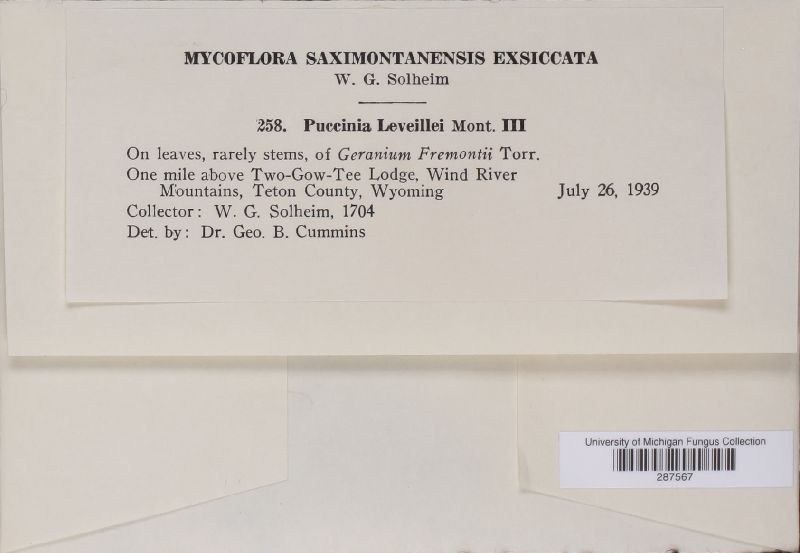 MYCOFLORA SAXIMONTANENSIS EXSICCATA
W. G. Solheim
258. Puccinia Leveillei Mont. III
On leaves, rarely stems, of Geranium Fremontii Torr.
One mile above Two-Gow-Tee Lodge, Wind River
Mountains, Teton County, Wyoming July 26, 1939
Collector: W. G. Solheim, 1704
Det. by: Dr. Geo. B. Cummins
University of Michigan Fungus Collection
287567